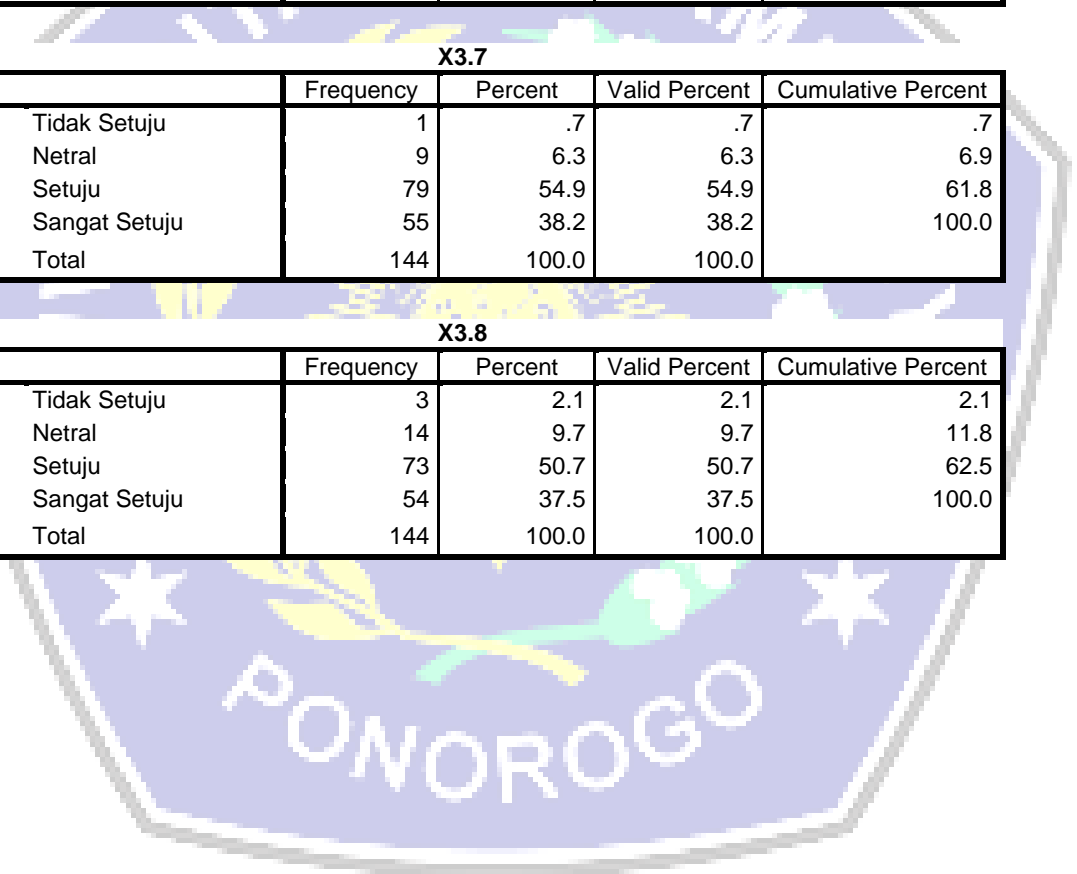 X3.7
Frequency Percent Valid Percent Cumulative Percent
Tidak Setuju 1 .7 .7 .7
Netral 9 6.3 6.3 6.9
Setuju 79 54.9 54.9 61.8
Sangat Setuju 55 38.2 38.2 100.0
Total 144 100.0 100.0
X3.8
Frequency Percent Valid Percent Cumulative Percent
Tidak Setuju 3 2.1 2.1 2.1
Netral 14 9.7 9.7 11.8
Setuju 73 50.7 50.7 62.5
Sangat Setuju 54 37.5 37.5 100.0
Total 144 100.0 100.0
PONOROGO